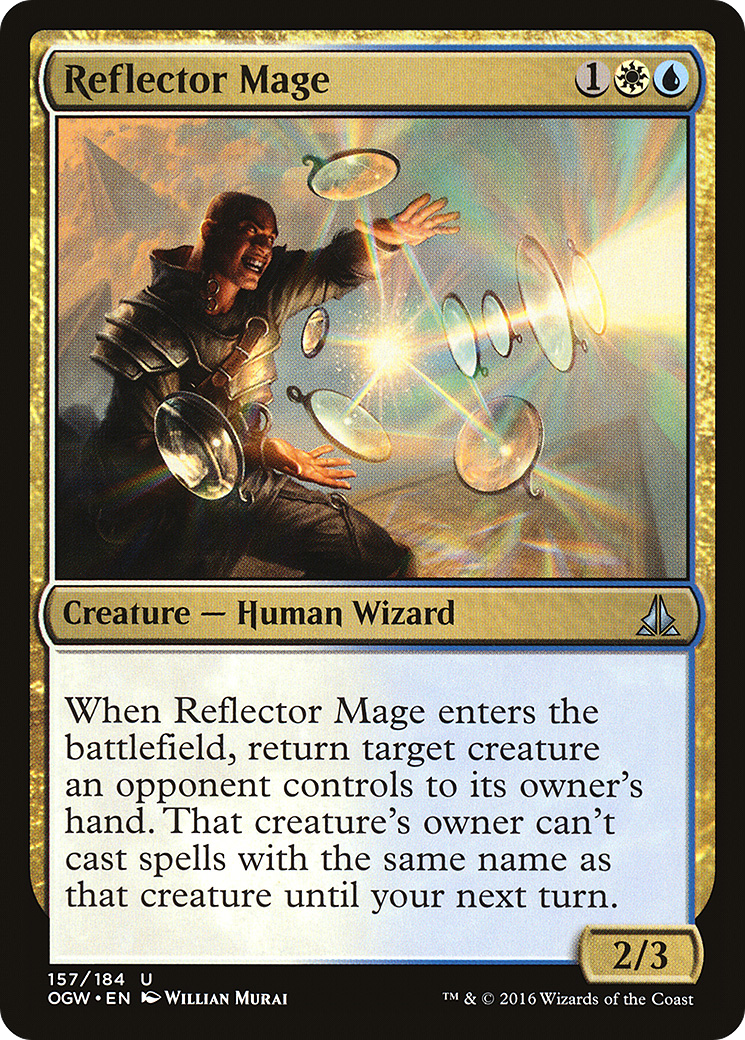 Reflector Mage 1
Creature — Human Wizard
When Reflector Mage enters the
battlefield, return target creature
an opponent controls to its owner's
hand. That creature's owner can't
cast spells with the same name as
that creature until your next turn.
2/3
157/184 U
OGW • EN Willian Murai
™ & © 2016 Wizards of the Coast